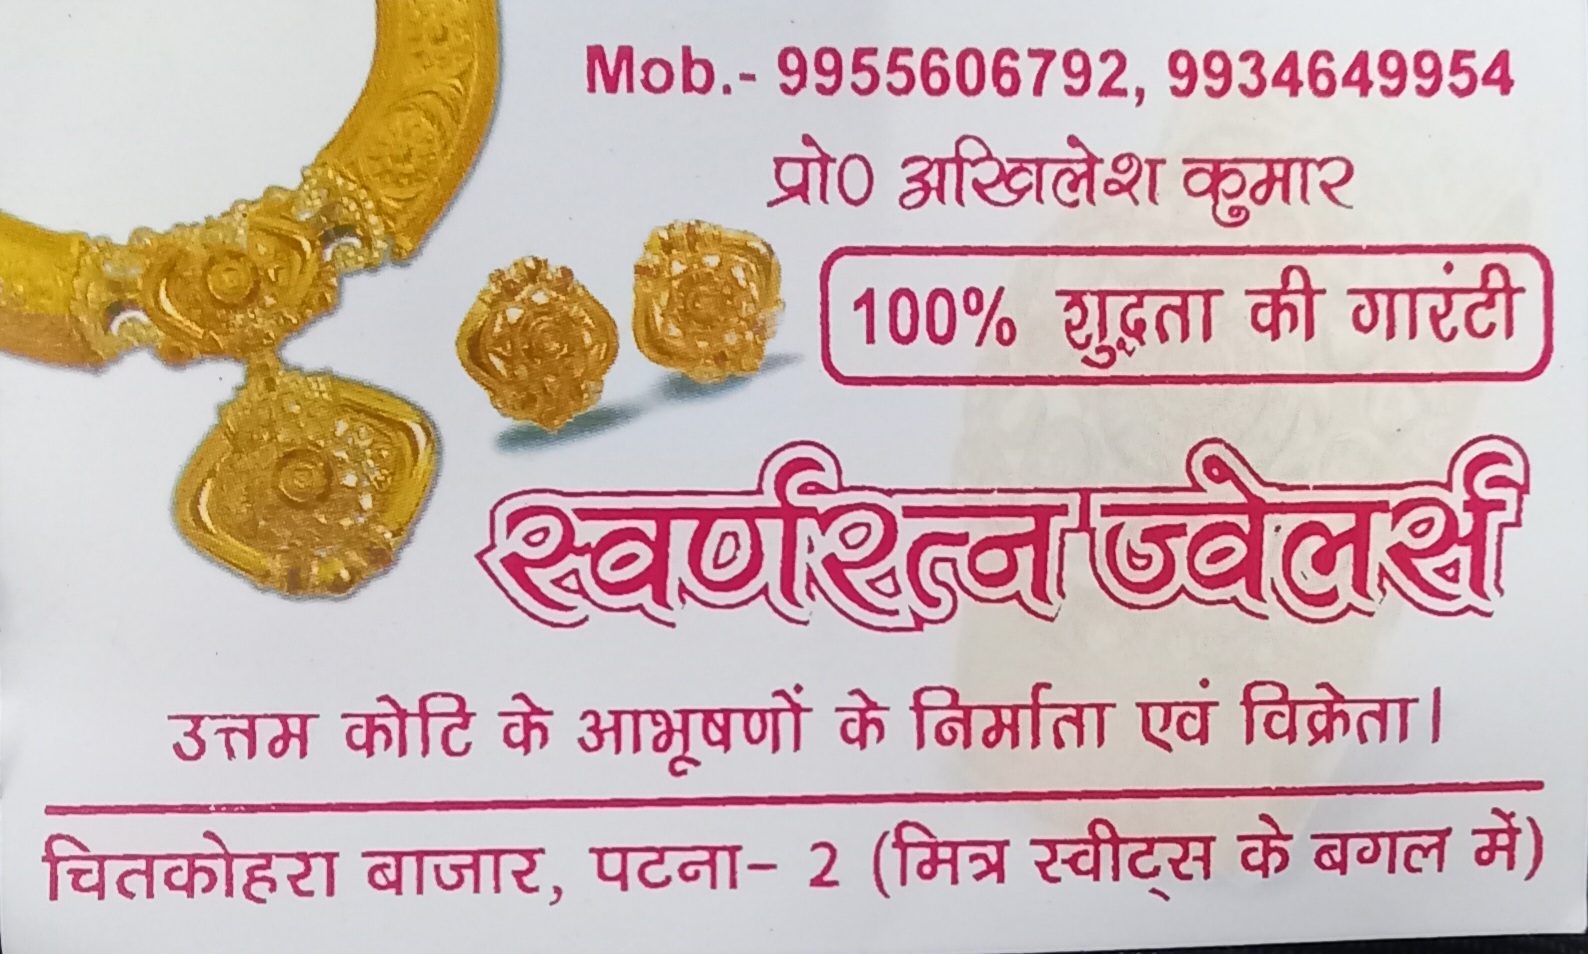 Mob.- 9955606792, 9934649954
प्रो0 अखिलेश कुमार
100% शुद्धता की गारंटी
स्वर्णरत्न ज्वेलर्स
उत्तम कोटि के आभूषणों के निर्माता एवं विक्रेता।
चितकोहरा बाजार, पटना- 2 (मित्र स्वीट्स के बगल में)